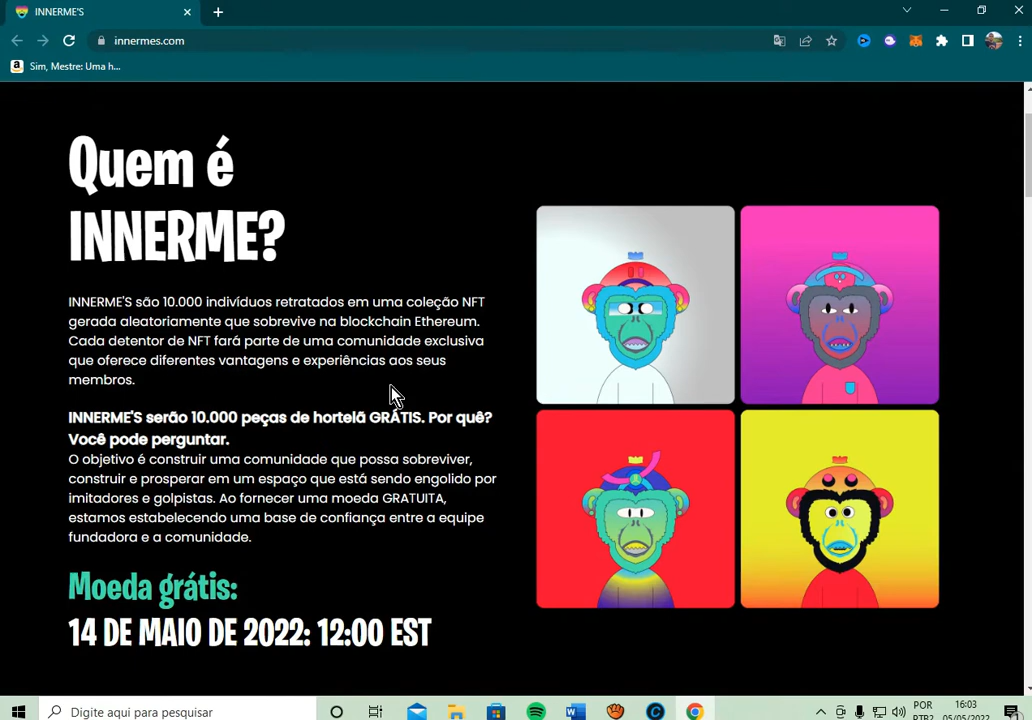 INNERME'S
innermes.com
Sim, Mestre: Uma h...
Quem é
INNERME?
INNERME'S são 10.000 indivíduos retratados em uma coleção NFT
gerada aleatoriamente que sobrevive na blockchain Ethereum.
Cada detentor de NFT fará parte de uma comunidade exclusiva
que oferece diferentes vantagens e experiências aos seus
membros.
INNERME'S serão 10.000 peças de hortelã GRÁTIS. Por quê?
Você pode perguntar.
O objetivo é construir uma comunidade que possa sobreviver,
construir e prosperar em um espaço que está sendo engolido por
imitadores e golpistas. Ao fornecer uma moeda GRATUITA,
estamos estabelecendo uma base de confiança entre a equipe
fundadora e a comunidade.
Moeda grátis:
14 DE MAIO DE 2022: 12:00 EST
Digite aqui para pesquisar
POR
PTB2
16:03
05/05/2022